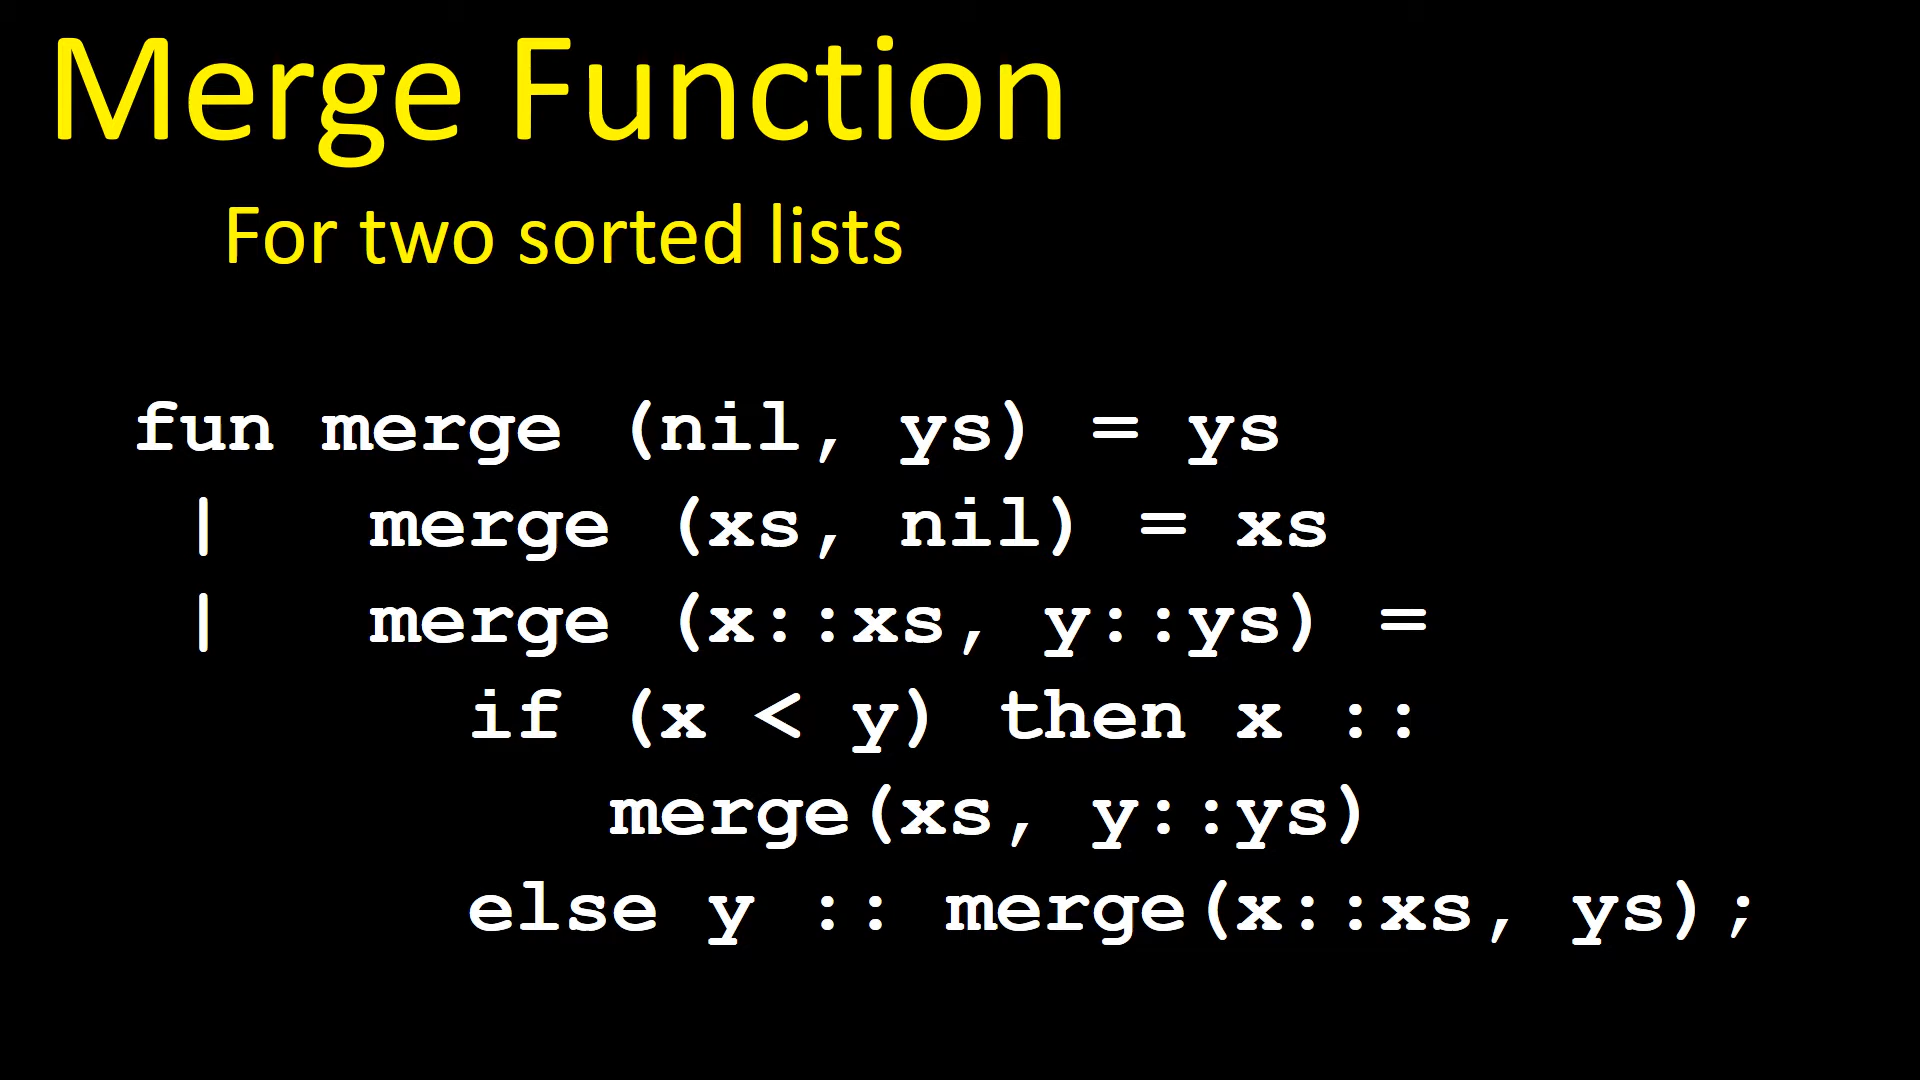 Merge Function
For two sorted lists
fun merge (nil, ys) = ys
| merge (xs, nil) = xs
| merge (x::xs, y::ys) =
if (x < y) then x ::
merge(xs, y::ys)
else y :: merge(x::xs, ys);